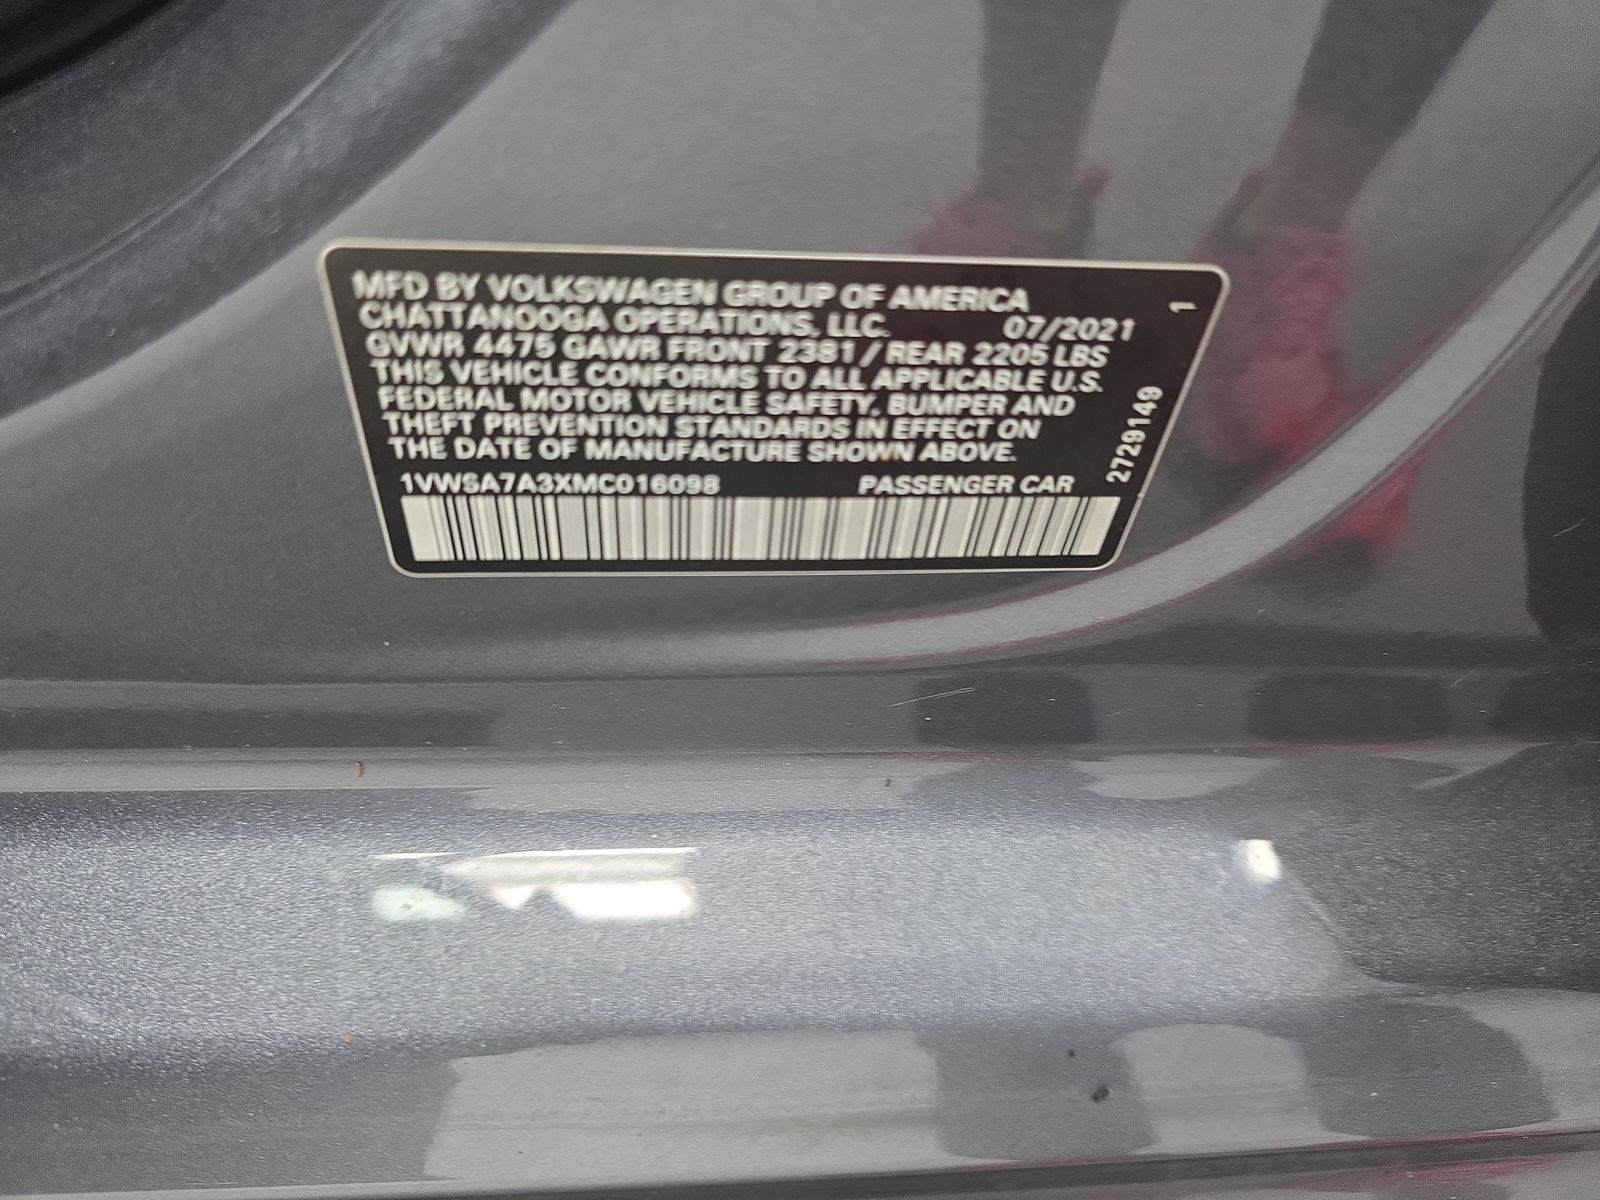 MFD BY VOLKSWAGEN GROUP OF AMERICA
CHATTANOOGA OPERATIONS, LLC. 07/2021
GVWR 4475 GAWR FRONT 2381 / REAR 2205 LBS
THIS VEHICLE CONFORMS TO ALL APPLICABLE U.S.
FEDERAL MOTOR VEHICLE SAFETY, BUMPER AND
THEFT PREVENTION STANDARDS IN EFFECT ON
THE DATE OF MANUFACTURE SHOWN ABOVE.
1VWSA7A3XMC016098 PASSENGER CAR
2729149
1